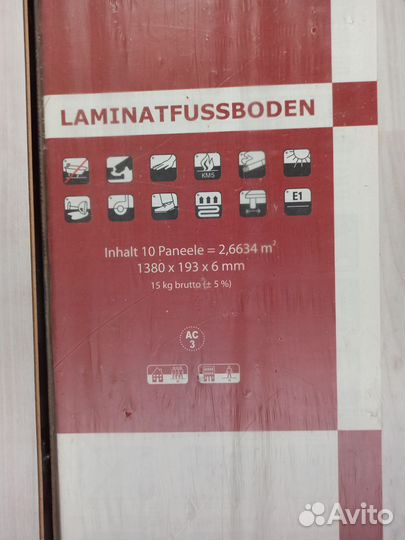 LAMINATFUSSBODEN
KM5
E1
Inhalt 10 Paneele = 2,6634 m²
1380 x 193 x 6 mm
15 kg brutto (± 5 %)
AC
3
Avito